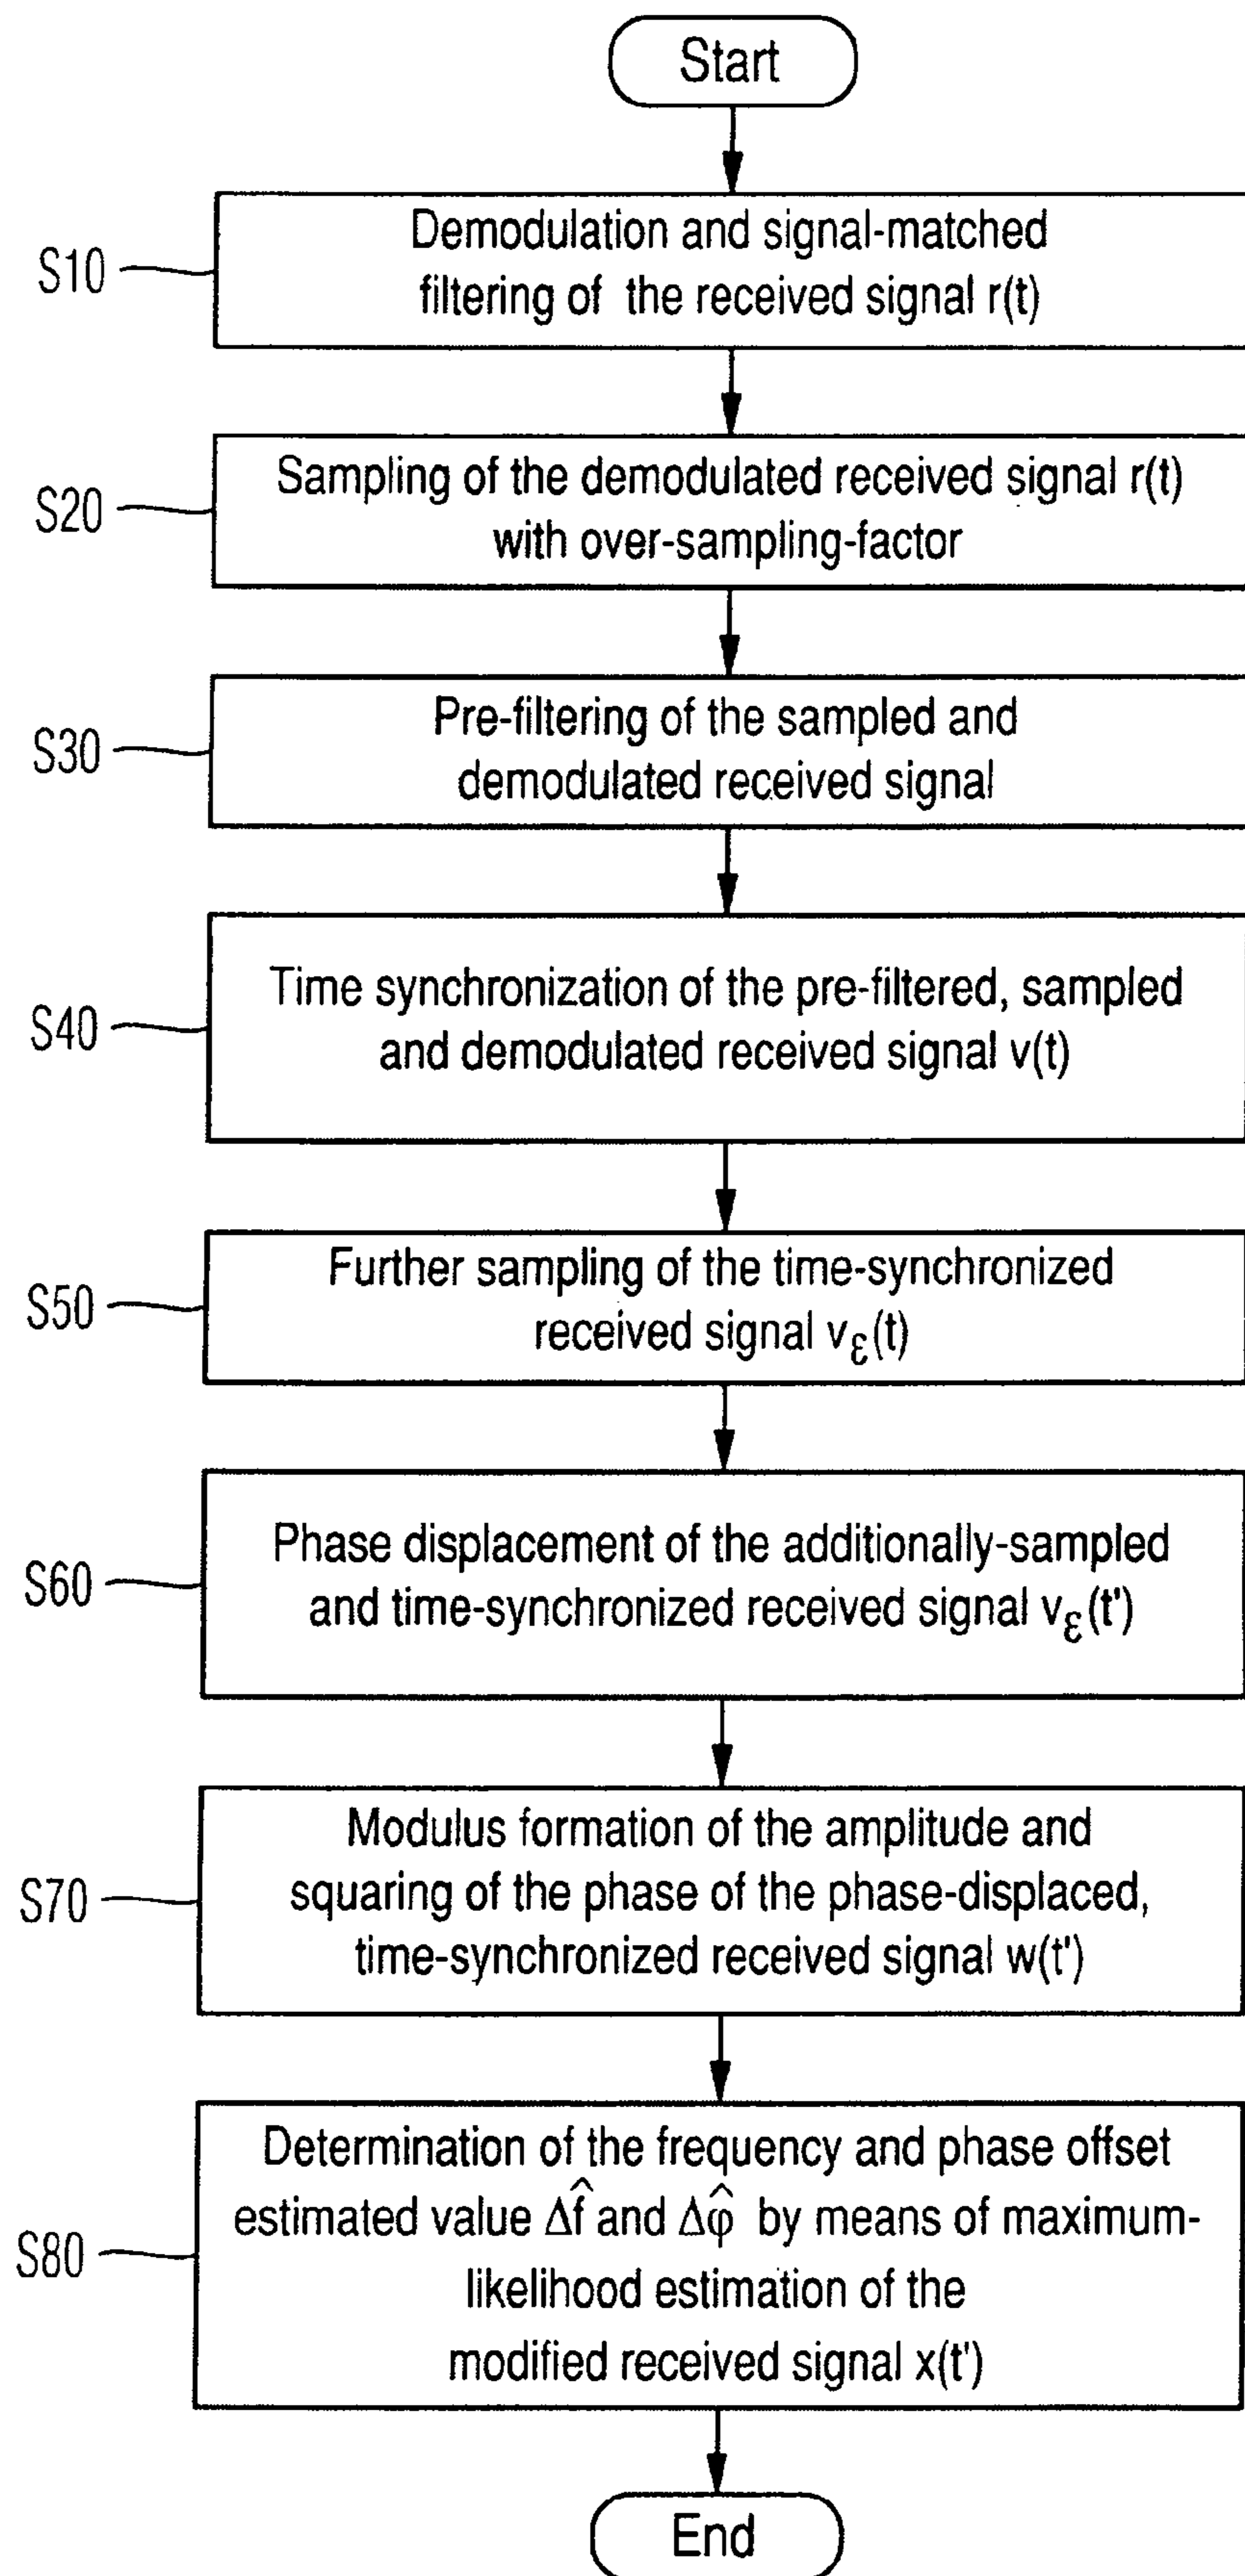 Start
S10
Demodulation and signal-matched
filtering of the received signal r(t)
S20
Sampling of the demodulated received signal r(t)
with over-sampling-factor
S30
Pre-filtering of the sampled and
demodulated received signal
S40
Time synchronization of the pre-filtered, sampled
and demodulated received signal v(t)
S50
Further sampling of the time-synchronized
received signal vε(t)
S60
Phase displacement of the additionally-sampled
and time-synchronized received signal vε(t')
S70
Modulus formation of the amplitude and
squaring of the phase of the phase-displaced,
time-synchronized received signal w(t')
S80
Determination of the frequency and phase offset
estimated value Δf̂ and Δφ̂ by means of maximum-
likelihood estimation of the
modified received signal x(t')
End